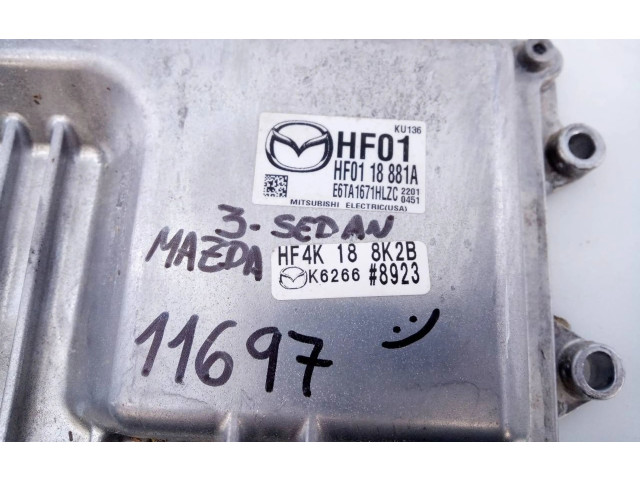 KU136
HF01
HF01 18 881A
E6TA1671HLZC 2201 0451
MITSUBISHI ELECTRIC(USA)
3. SEDAN
MAZDA
HF4K 18 8K2B
K6266 #8923
11697